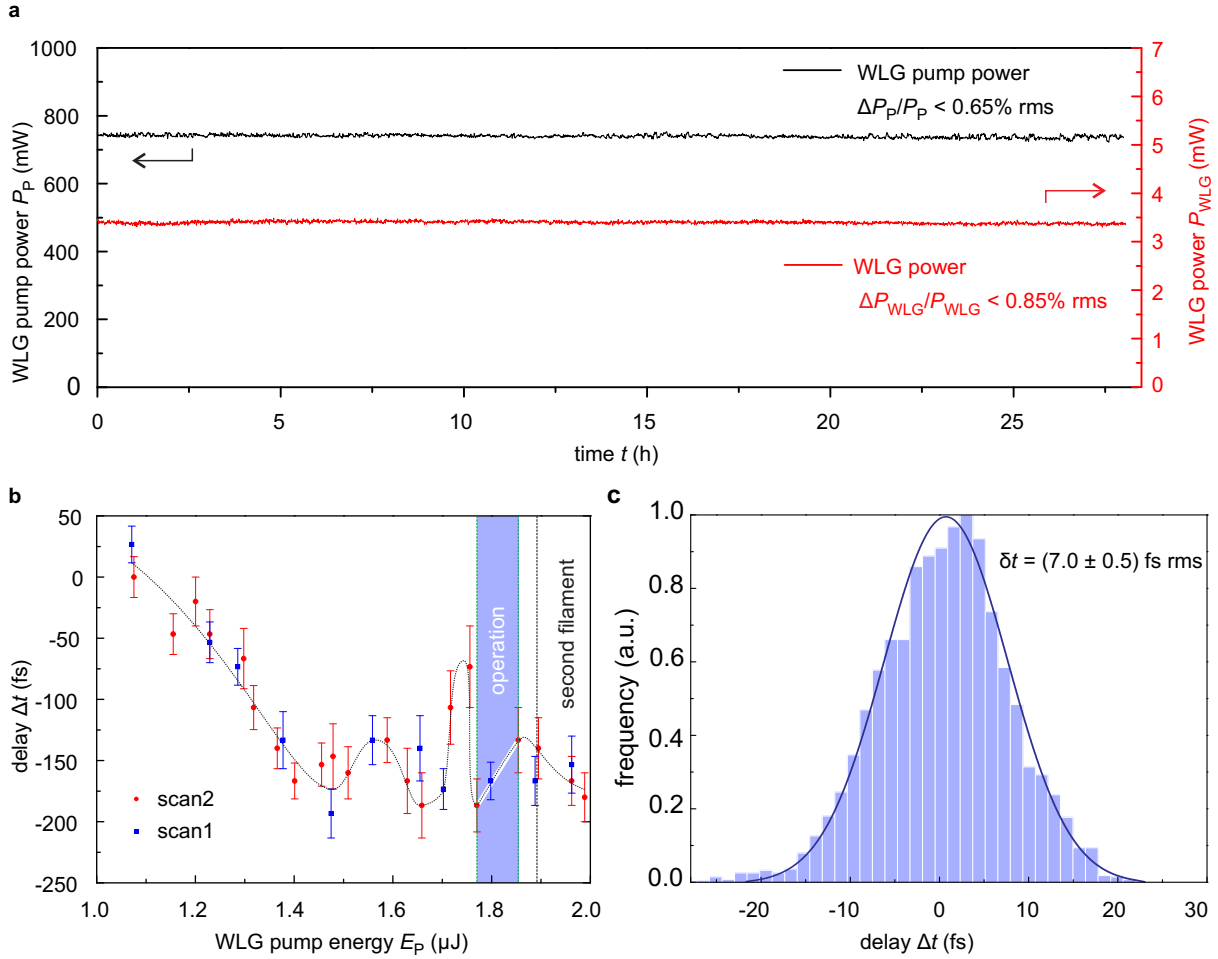 a
1000
800
600
400
200
0
WLG pump power P_P (mW)
WLG pump power
ΔP_P/P_P < 0.65% rms
WLG power
ΔP_WLG/P_WLG < 0.85% rms
7
6
5
4
3
2
1
0
WLG power P_WLG (mW)
0 5 10 15 20 25
time t (h)
b
50
0
-50
-100
-150
-200
-250
delay Δt (fs)
scan2
scan1
operation
second filament
1.0 1.2 1.4 1.6 1.8 2.0
WLG pump energy E_P (µJ)
c
1.0
0.8
0.6
0.4
0.2
0.0
frequency (a.u.)
δt = (7.0 ± 0.5) fs rms
-20 -10 0 10 20 30
delay Δt (fs)